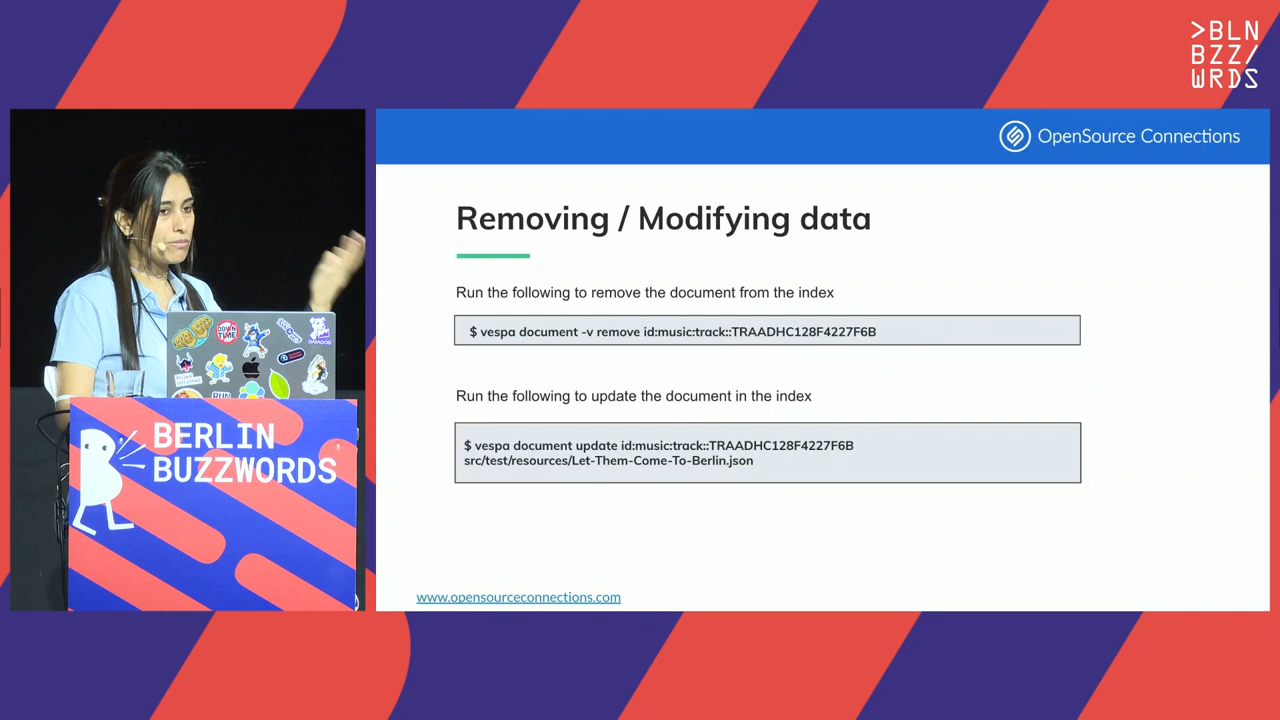 >BLN
BZZ/
WRDS
OpenSource Connections
Removing / Modifying data
Run the following to remove the document from the index
$ vespa document -v remove id:music:track::TRAADHC128F4227F6B
Run the following to update the document in the index
$ vespa document update id:music:track::TRAADHC128F4227F6B
src/test/resources/Let-Them-Come-To-Berlin.json
www.opensourceconnections.com
DOWN
TIME
DATADOG
RUN
BERLIN
BUZZWORDS